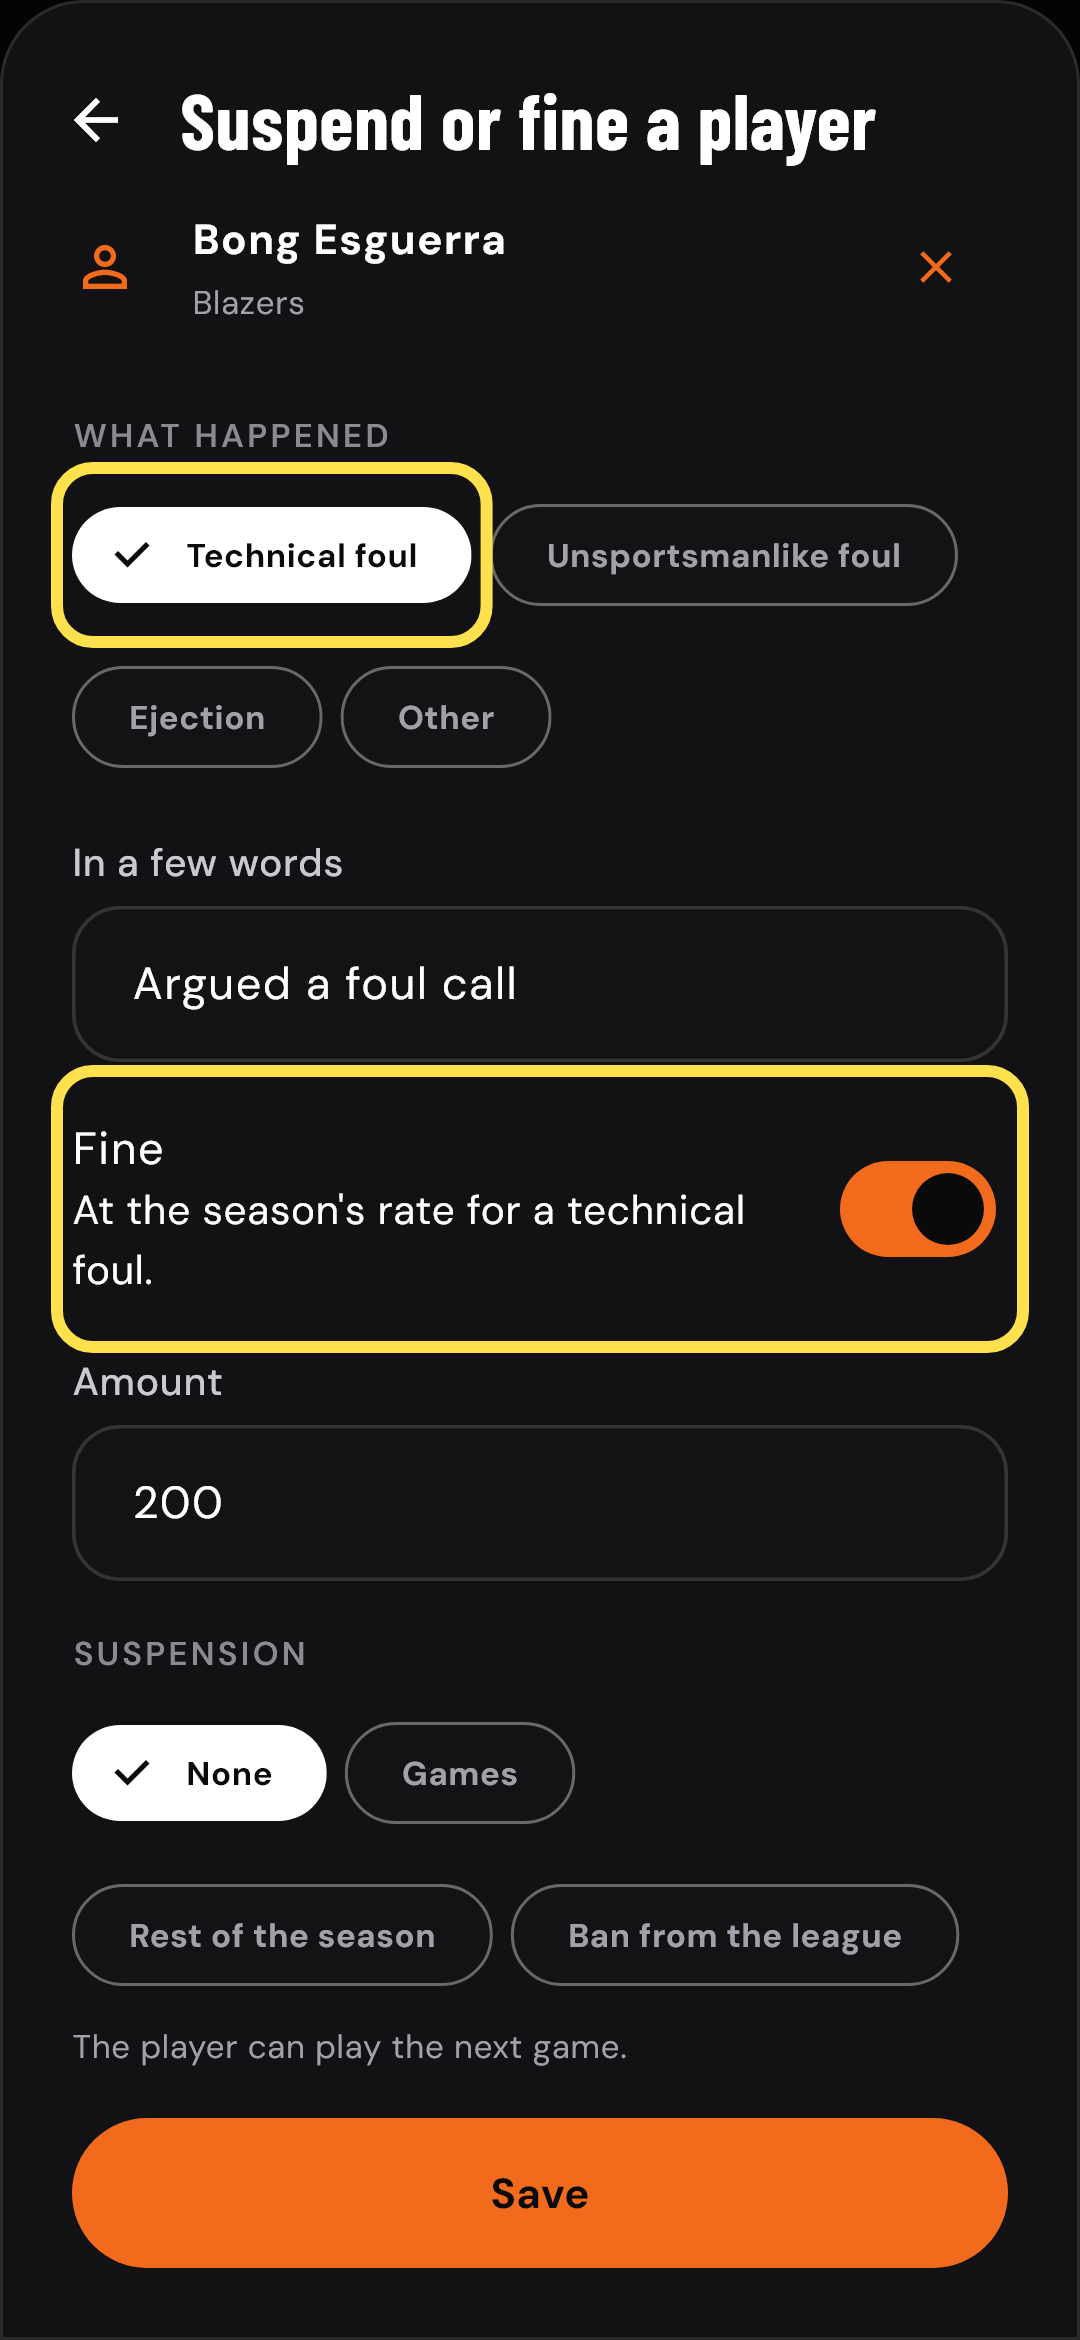 Suspend or fine a player
Bong Esguerra
Blazers
WHAT HAPPENED
Technical foul
Unsportsmanlike foul
Ejection
Other
In a few words
Argued a foul call
Fine
At the season's rate for a technical
foul.
Amount
200
SUSPENSION
None
Games
Rest of the season
Ban from the league
The player can play the next game.
Save